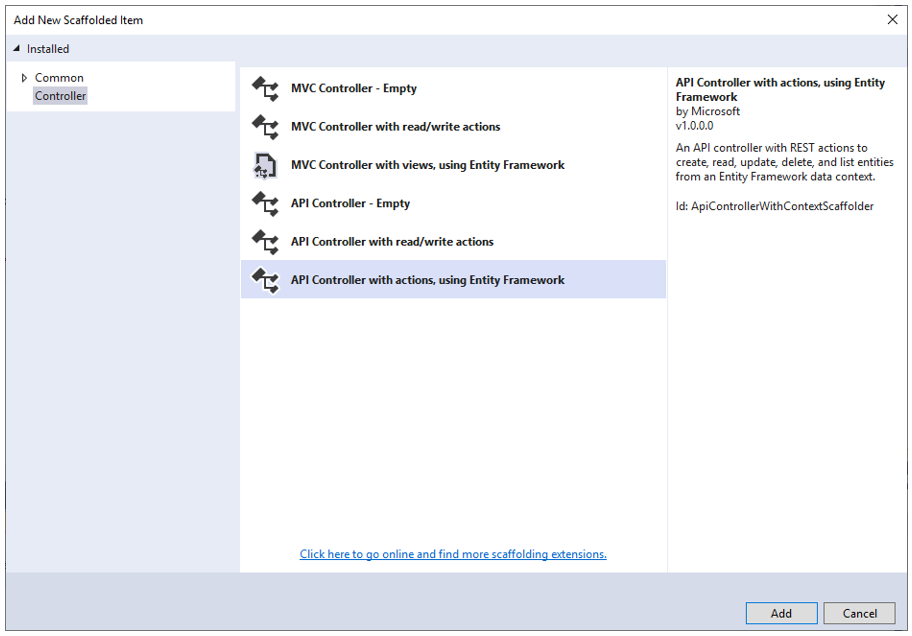 Add New Scaffolded Item
Installed
Common
Controller
MVC Controller - Empty
MVC Controller with read/write actions
MVC Controller with views, using Entity Framework
API Controller - Empty
API Controller with read/write actions
API Controller with actions, using Entity Framework
Click here to go online and find more scaffolding extensions.
API Controller with actions, using Entity
Framework
by Microsoft
v1.0.0.0
An API controller with REST actions to
create, read, update, delete, and list entities
from an Entity Framework data context.
Id: ApiControllerWithContextScaffolder
Add
Cancel